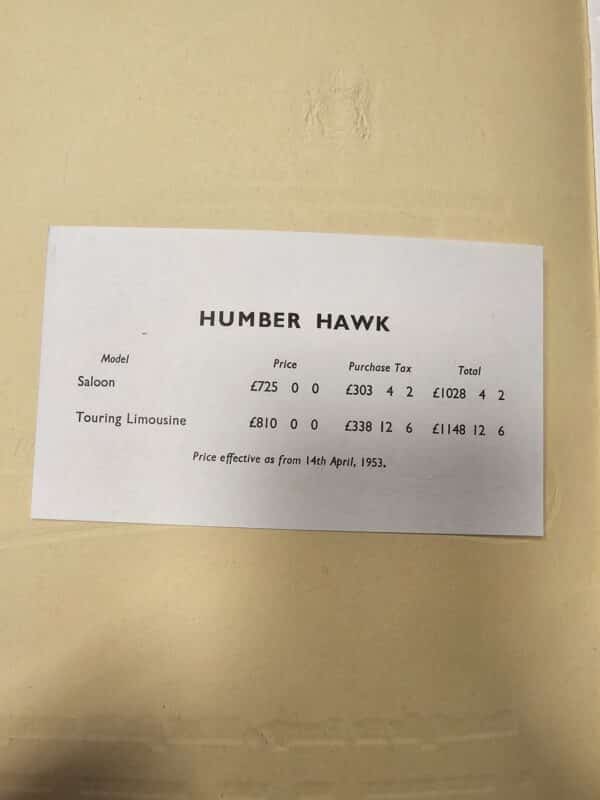 HUMBER HAWK
Model Price Purchase Tax Total
Saloon £725 0 0 £303 4 2 £1028 4 2
Touring Limousine £810 0 0 £338 12 6 £1148 12 6
Price effective as from 14th April, 1953.